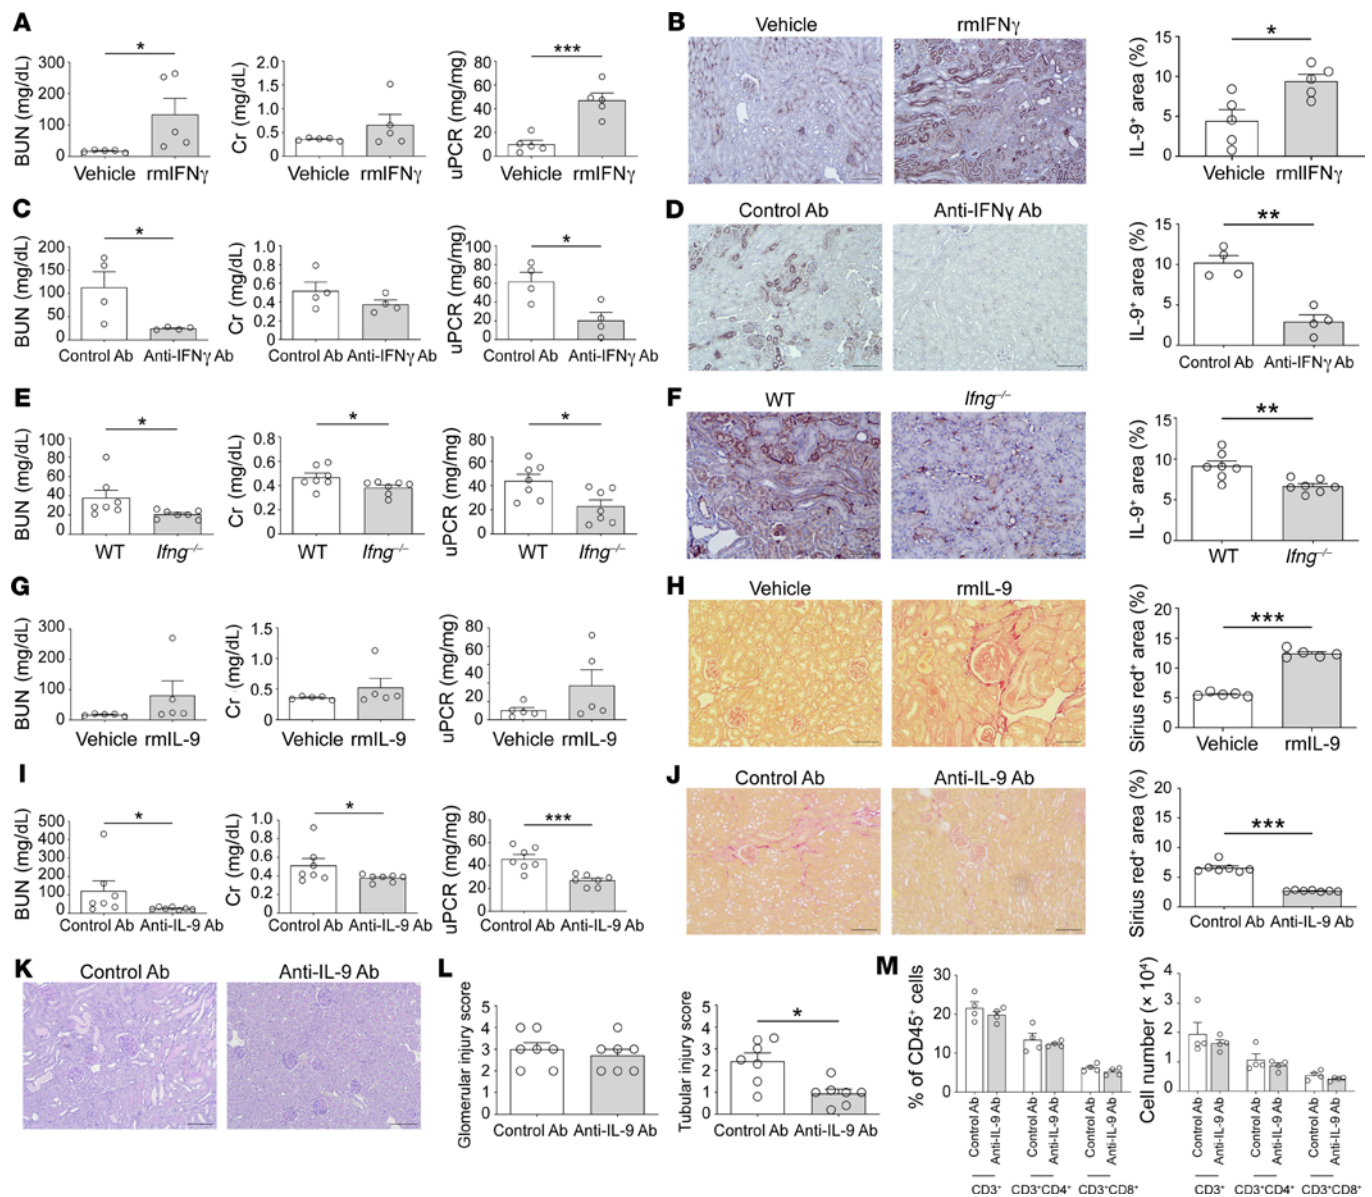 A
BUN (mg/dL)
300
200
100
0
*
Vehicle rmIFNγ
Cr (mg/dL)
2.0
1.5
1.0
0.5
0
Vehicle rmIFNγ
uPCR (mg/mg)
80
60
40
20
0
***
Vehicle rmIFNγ
B
Vehicle rmIFNγ
IL-9⁺ area (%)
15
10
5
0
*
Vehicle rmIIFNγ
C
BUN (mg/dL)
200
150
100
50
0
*
Control Ab Anti-IFNγ Ab
Cr (mg/dL)
1.0
0.8
0.6
0.4
0.2
0
Control Ab Anti-IFNγ Ab
uPCR (mg/mg)
100
80
60
40
20
0
*
Control Ab Anti-IFNγ Ab
D
Control Ab Anti-IFNγ Ab
IL-9⁺ area (%)
15
10
5
0
**
Control Ab Anti-IFNγ Ab
E
BUN (mg/dL)
100
80
60
40
20
0
*
WT Ifng⁻/⁻
Cr (mg/dL)
0.8
0.6
0.4
0.2
0
*
WT Ifng⁻/⁻
uPCR (mg/mg)
80
60
40
20
0
*
WT Ifng⁻/⁻
F
WT Ifng⁻/⁻
IL-9⁺ area (%)
15
10
5
0
**
WT Ifng⁻/⁻
G
BUN (mg/dL)
300
200
100
0
Vehicle rmIL-9
Cr (mg/dL)
1.5
1.0
0.5
0
Vehicle rmIL-9
uPCR (mg/mg)
80
60
40
20
0
Vehicle rmIL-9
H
Vehicle rmIL-9
Sirius red⁺ area (%)
20
15
10
5
0
***
Vehicle rmIL-9
I
BUN (mg/dL)
500
400
300
200
100
0
*
Control Ab Anti-IL-9 Ab
Cr (mg/dL)
1.0
0.8
0.6
0.4
0.2
0
*
Control Ab Anti-IL-9 Ab
uPCR (mg/mg)
80
60
40
20
0
***
Control Ab Anti-IL-9 Ab
J
Control Ab Anti-IL-9 Ab
Sirius red⁺ area (%)
20
15
10
5
0
***
Control Ab Anti-IL-9 Ab
K
Control Ab Anti-IL-9 Ab
L
Glomerular injury score
5
4
3
2
1
0
Control Ab Anti-IL-9 Ab
Tubular injury score
5
4
3
2
1
0
*
Control Ab Anti-IL-9 Ab
M
% of CD45⁺ cells
30
20
10
0
Control Ab
Anti-IL-9 Ab
Control Ab
Anti-IL-9 Ab
Control Ab
Anti-IL-9 Ab
CD3⁺ CD3⁺CD4⁺ CD3⁺CD8⁺
Cell number (× 10⁴)
4
3
2
1
0
Control Ab
Anti-IL-9 Ab
Control Ab
Anti-IL-9 Ab
Control Ab
Anti-IL-9 Ab
CD3⁺ CD3⁺CD4⁺ CD3⁺CD8⁺